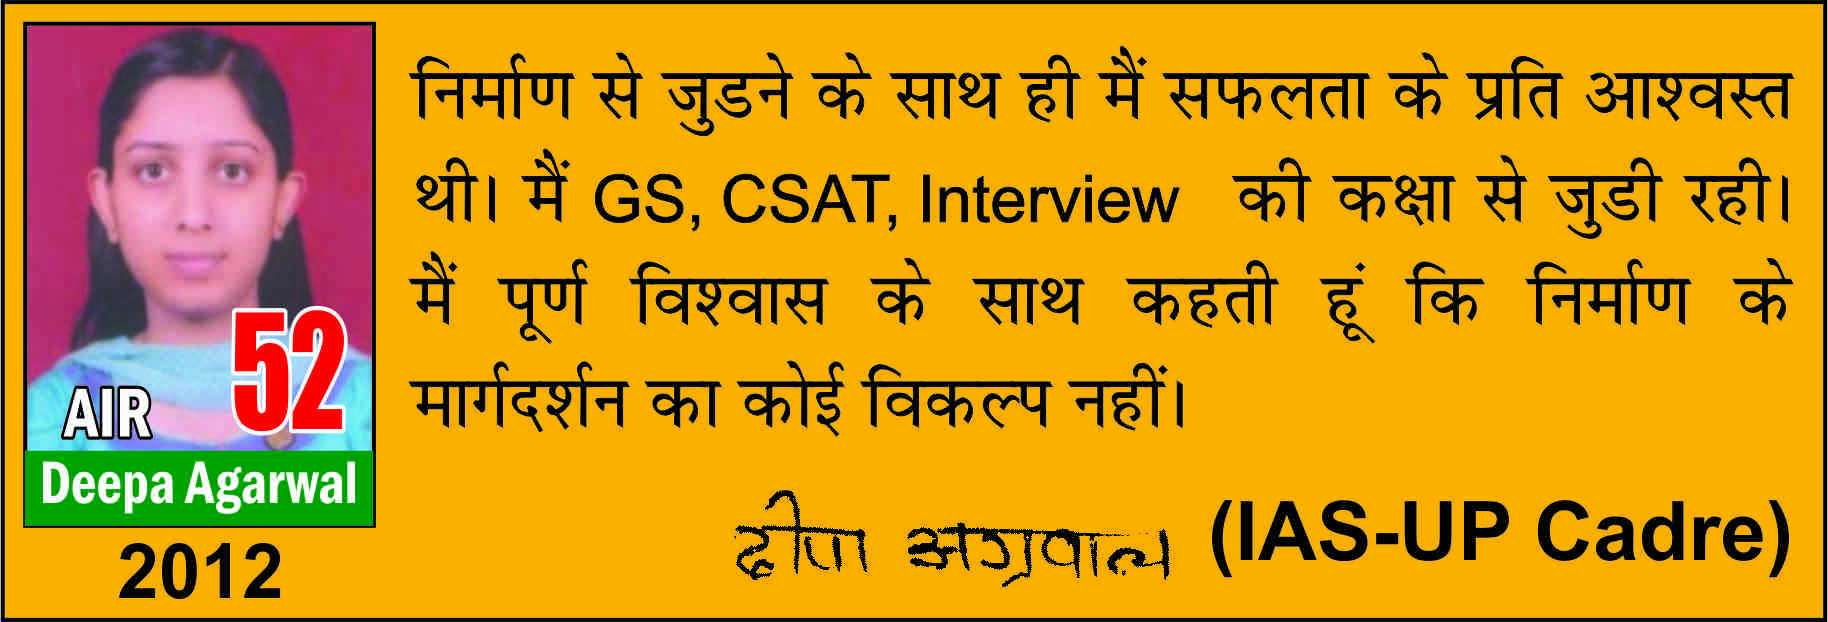 निर्माण से जुडने के साथ ही मैं सफलता के प्रति आश्वस्त
थी। मैं GS, CSAT, Interview की कक्षा से जुडी रही।
मैं पूर्ण विश्वास के साथ कहती हूं कि निर्माण के
मार्गदर्शन का कोई विकल्प नहीं।
AIR 52
Deepa Agarwal
2012
दीपा अग्रवाल (IAS-UP Cadre)